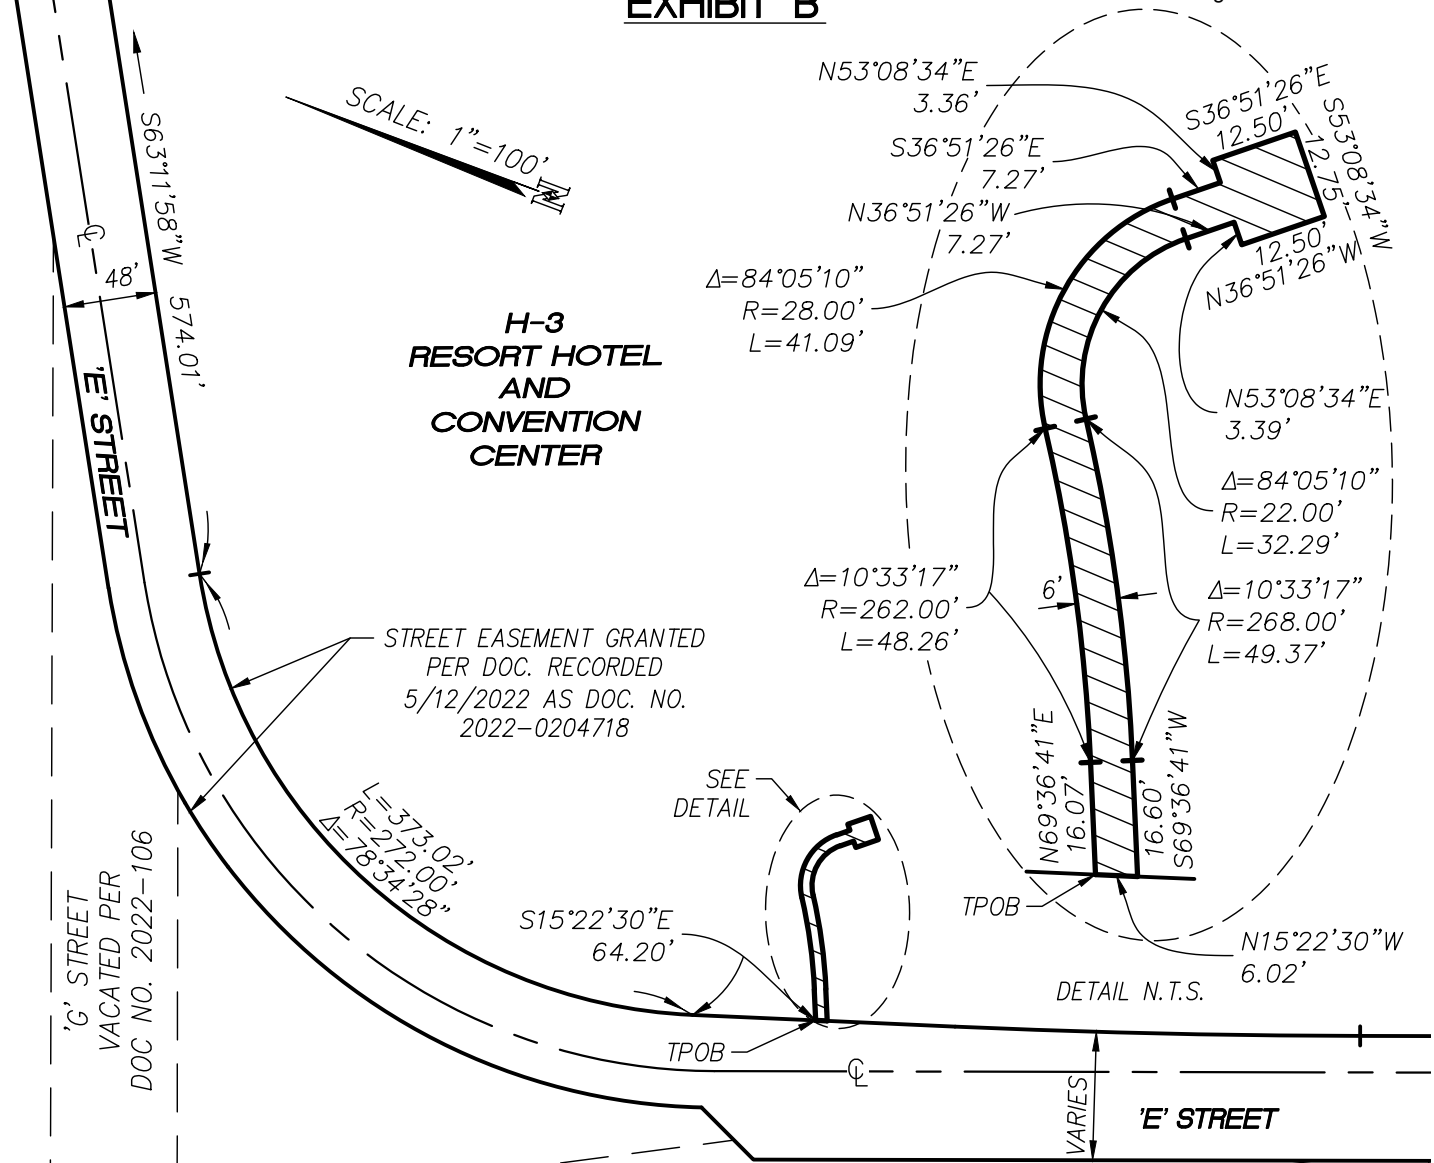 EXHIBIT "B"
SCALE: 1"=100'
N
S63°11'58"W 574.01'
℄
48'
'E' STREET
H-3
RESORT HOTEL
AND
CONVENTION
CENTER
STREET EASEMENT GRANTED
PER DOC. RECORDED
5/12/2022 AS DOC. NO.
2022-0204718
L=373.02'
R=272.00'
Δ=78°34'28"
'G' STREET
VACATED PER
DOC NO. 2022-106
SEE
DETAIL
S15°22'30"E
64.20'
TPOB
℄
VARIES
'E' STREET
N53°08'34"E
3.36'
S36°51'26"E
7.27'
N36°51'26"W
7.27'
Δ=84°05'10"
R=28.00'
L=41.09'
S36°51'26"E
12.50'
S53°08'34"W
12.75'
12.50'
N36°51'26"W
N53°08'34"E
3.39'
Δ=84°05'10"
R=22.00'
L=32.29'
Δ=10°33'17"
R=262.00'
L=48.26'
6'
Δ=10°33'17"
R=268.00'
L=49.37'
N69°36'41"E
16.07'
16.60'
S69°36'41"W
TPOB
N15°22'30"W
6.02'
DETAIL N.T.S.